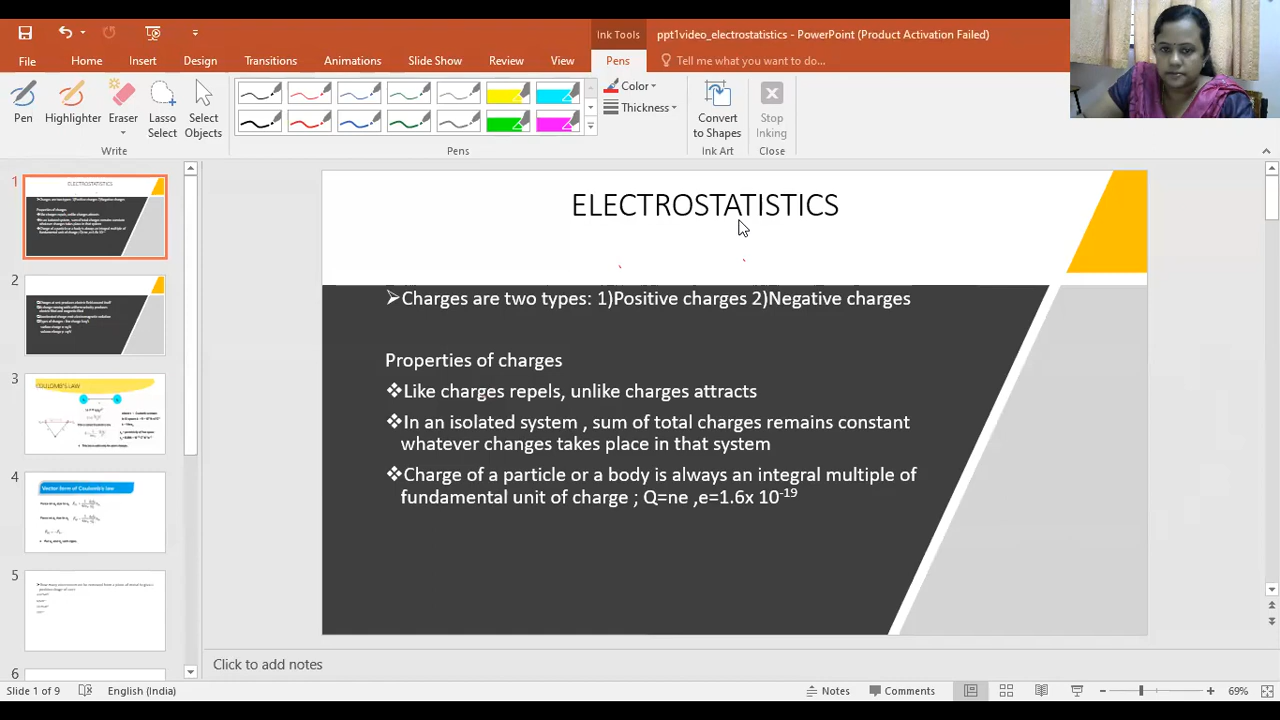 ppt1video_electrostatistics - PowerPoint (Product Activation Failed)
Ink Tools
File
Home
Insert
Design
Transitions
Animations
Slide Show
Review
View
Pens
Tell me what you want to do...
Pen
Highlighter
Eraser
Lasso Select
Select Objects
Color
Thickness
Convert to Shapes
Stop Inking
Write
Pens
Ink Art
Close
1
2
3
COULOMB'S LAW
4
Vector form of Coulomb's law
5
6
ELECTROSTATISTICS
➢Charges are two types: 1)Positive charges 2)Negative charges
Properties of charges
❖Like charges repels, unlike charges attracts
❖In an isolated system , sum of total charges remains constant
whatever changes takes place in that system
❖Charge of a particle or a body is always an integral multiple of
fundamental unit of charge ; Q=ne ,e=1.6x 10⁻¹⁹
Click to add notes
Slide 1 of 9
English (India)
Notes
Comments
69%